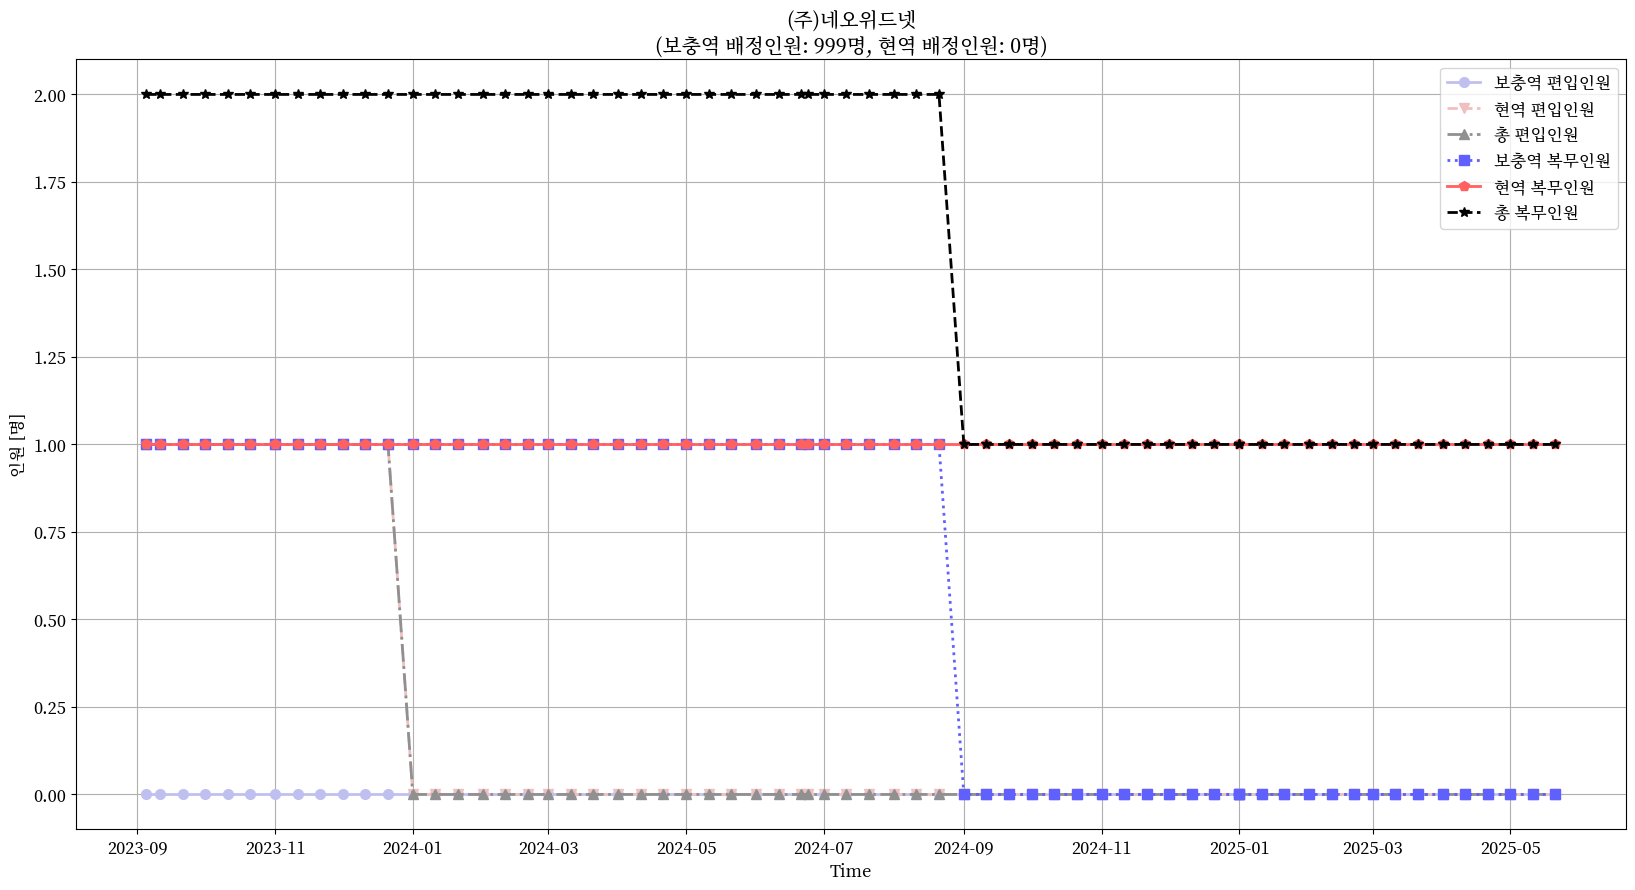 (주)네오위드넷
(보충역 배정인원: 999명, 현역 배정인원: 0명)
보충역 편입인원
현역 편입인원
총 편입인원
보충역 복무인원
현역 복무인원
총 복무인원
인원 [명]
2.00
1.75
1.50
1.25
1.00
0.75
0.50
0.25
0.00
2023-09 2023-11 2024-01 2024-03 2024-05 2024-07 2024-09 2024-11 2025-01 2025-03 2025-05
Time